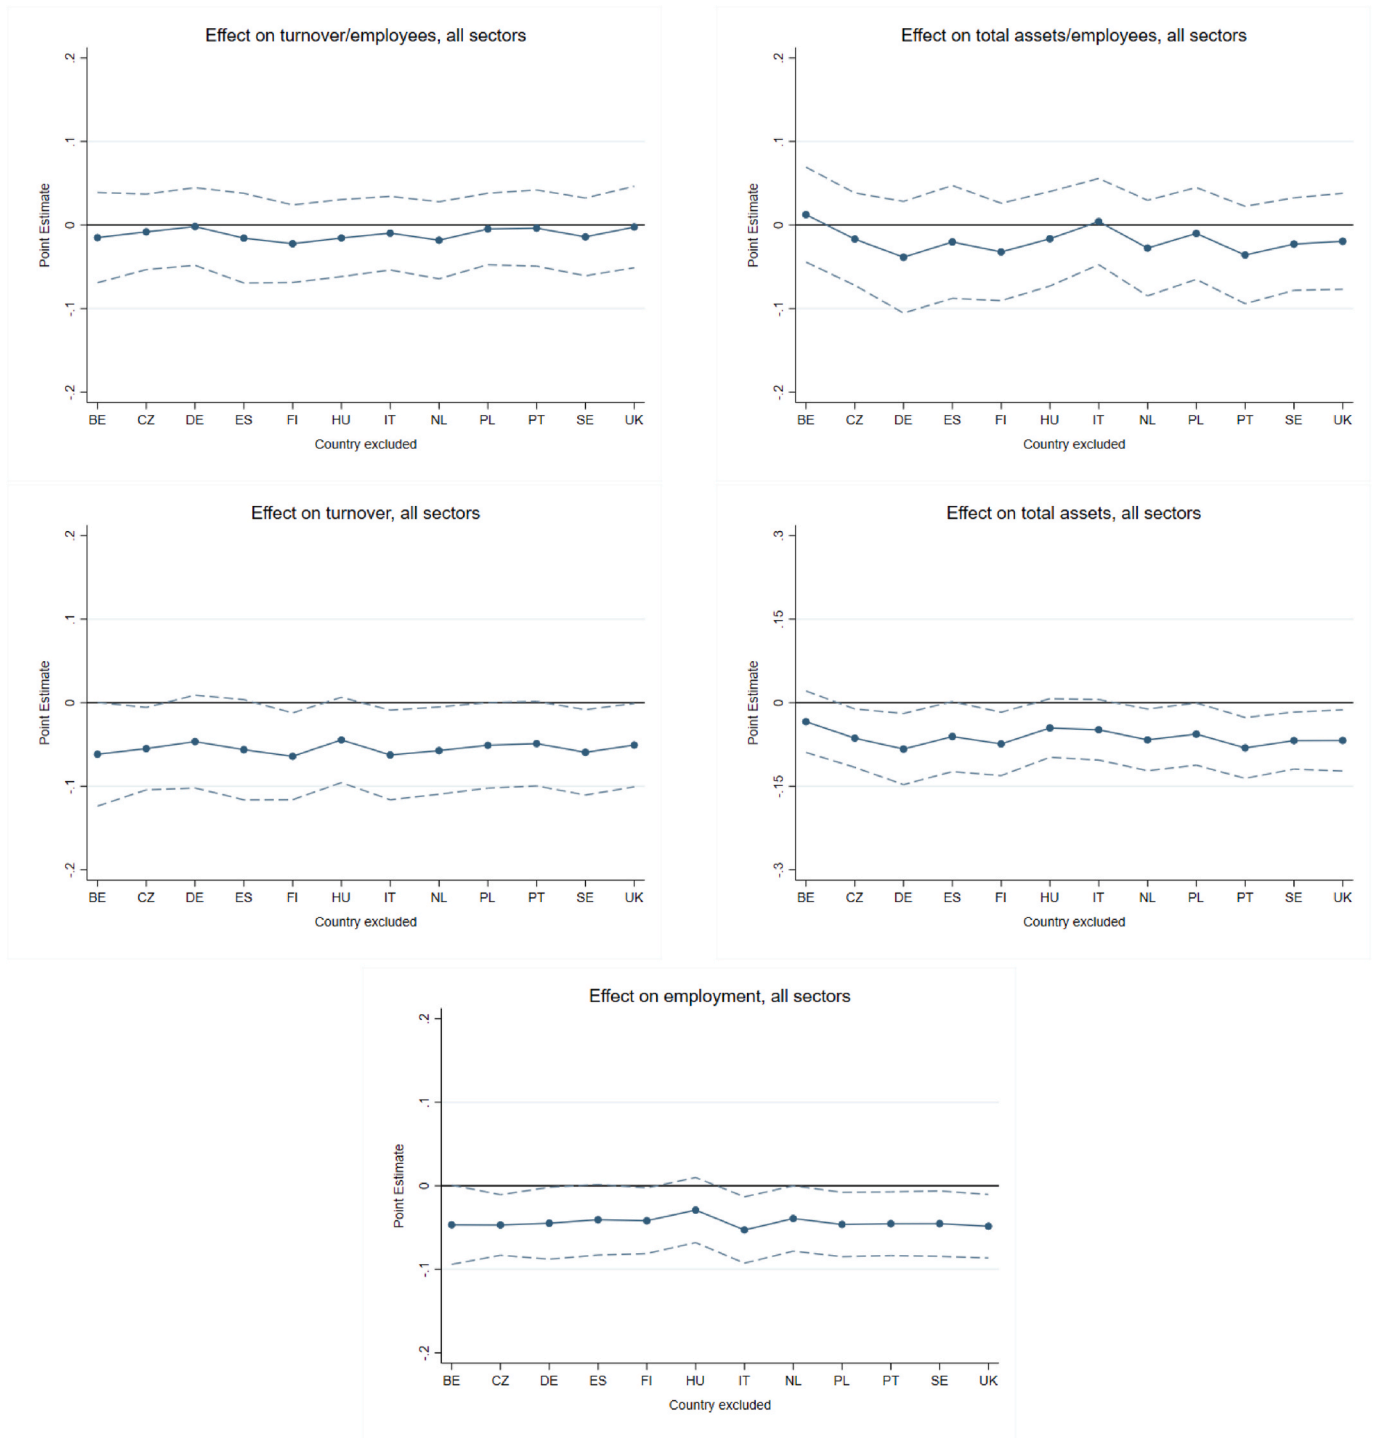 Effect on turnover/employees, all sectors
.2
.1
0
-.1
-.2
Point Estimate
BE CZ DE ES FI HU IT NL PL PT SE UK
Country excluded
Effect on total assets/employees, all sectors
.2
.1
0
-.1
-.2
Point Estimate
BE CZ DE ES FI HU IT NL PL PT SE UK
Country excluded
Effect on turnover, all sectors
.2
.1
0
-.1
-.2
Point Estimate
BE CZ DE ES FI HU IT NL PL PT SE UK
Country excluded
Effect on total assets, all sectors
.3
.15
0
-.15
-.3
Point Estimate
BE CZ DE ES FI HU IT NL PL PT SE UK
Country excluded
Effect on employment, all sectors
.2
.1
0
-.1
-.2
Point Estimate
BE CZ DE ES FI HU IT NL PL PT SE UK
Country excluded